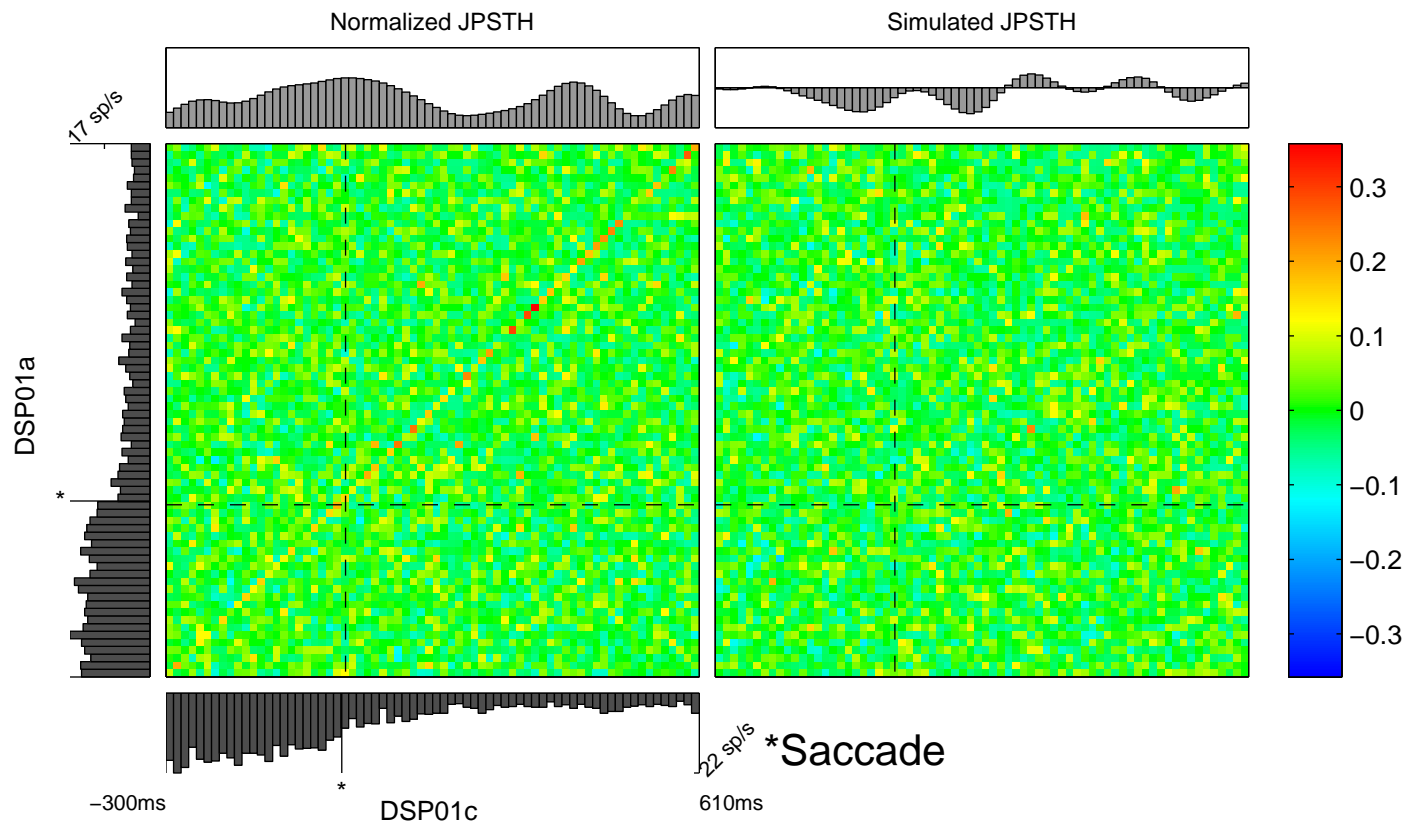 Normalized JPSTH
Simulated JPSTH
17 sp/s
DSP01a
*
0.3
0.2
0.1
0
−0.1
−0.2
−0.3
22 sp/s
*Saccade
*
−300ms
DSP01c
610ms